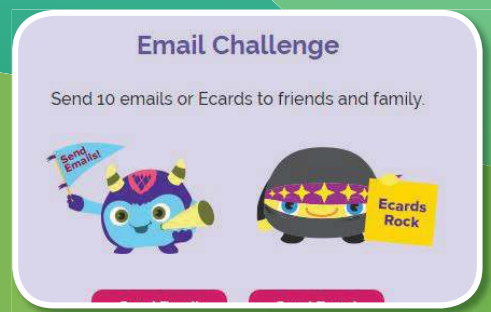 Email Challenge
Send 10 emails or Ecards to friends and family.
Send
Emails!
Ecards
Rock